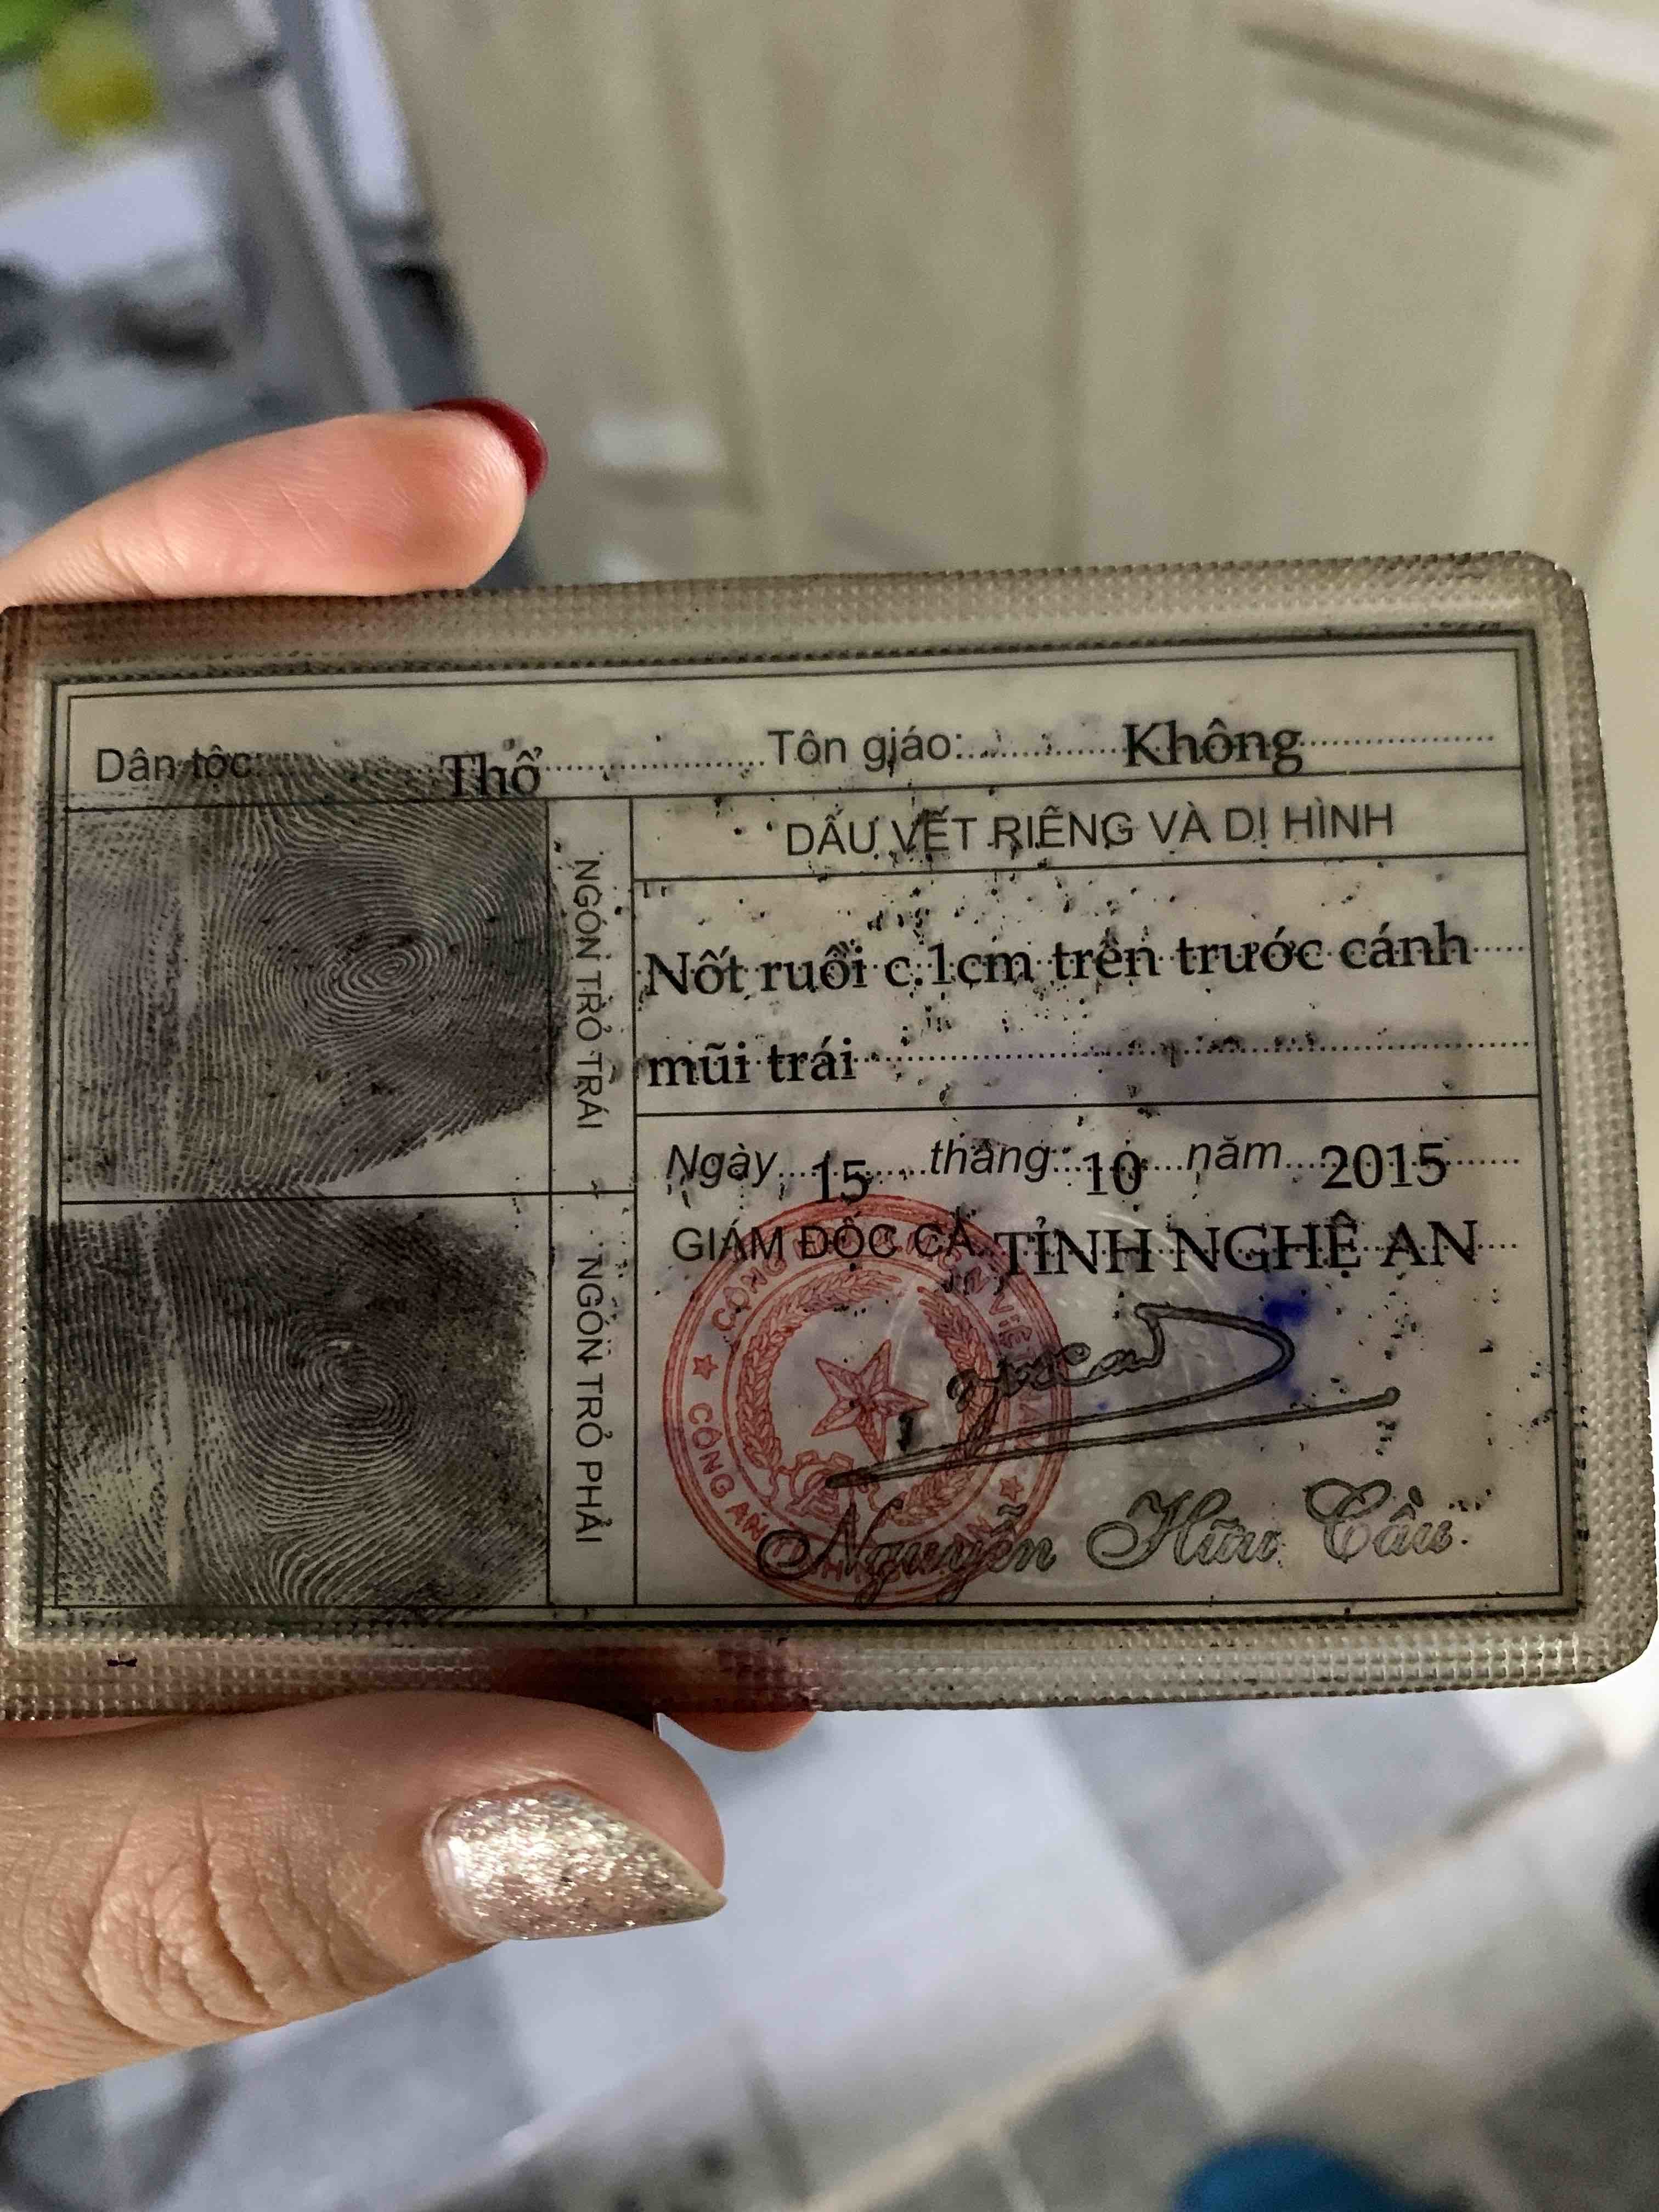 Dân tộc: Thổ Tôn giáo: Không
NGÓN TRỎ TRÁI
DẤU VẾT RIÊNG VÀ DỊ HÌNH
Nốt ruồi c.1cm trên trước cánh
mũi trái
Ngày 15 tháng 10 năm 2015
NGÓN TRỎ PHẢI
GIÁM ĐỐC CA TỈNH NGHỆ AN
CÔNG AN
Nguyễn Hữu Cầu